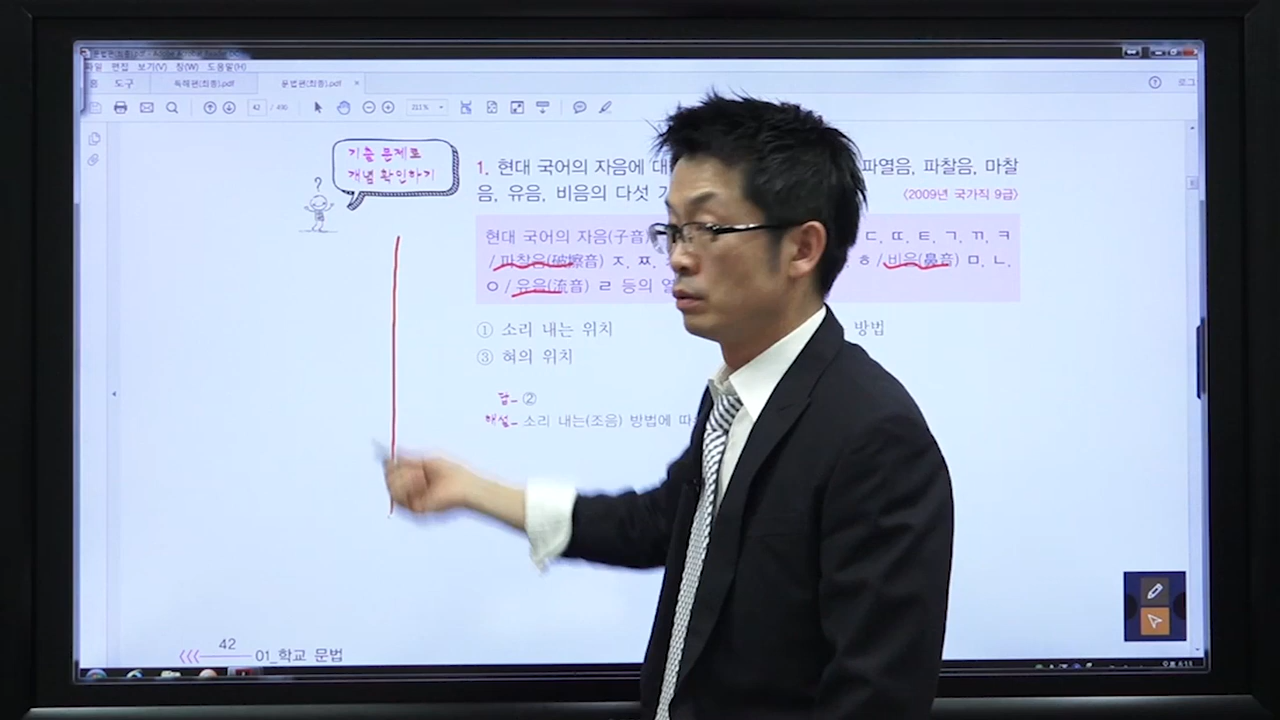 파일 편집 보기(V) 창(W) 도움말(H)
홈 도구 독해편(최종).pdf 문법편(최종).pdf × 로그
42 / 490 211%
기출 문제로
개념 확인하기
?
1. 현대 국어의 자음에 대 파열음, 파찰음, 마찰
음, 유음, 비음의 다섯 〈2009년 국가직 9급〉
현대 국어의 자음(子音) ㄷ, ㄸ, ㅌ, ㄱ, ㄲ, ㅋ
/ 파찰음(破擦音) ㅈ, ㅉ, ㅎ / 비음(鼻音) ㅁ, ㄴ,
ㅇ / 유음(流音) ㄹ 등의
① 소리 내는 위치 방법
③ 혀의 위치
답_ ②
해설_ 소리 내는(조음) 방법에
42
01_학교 문법